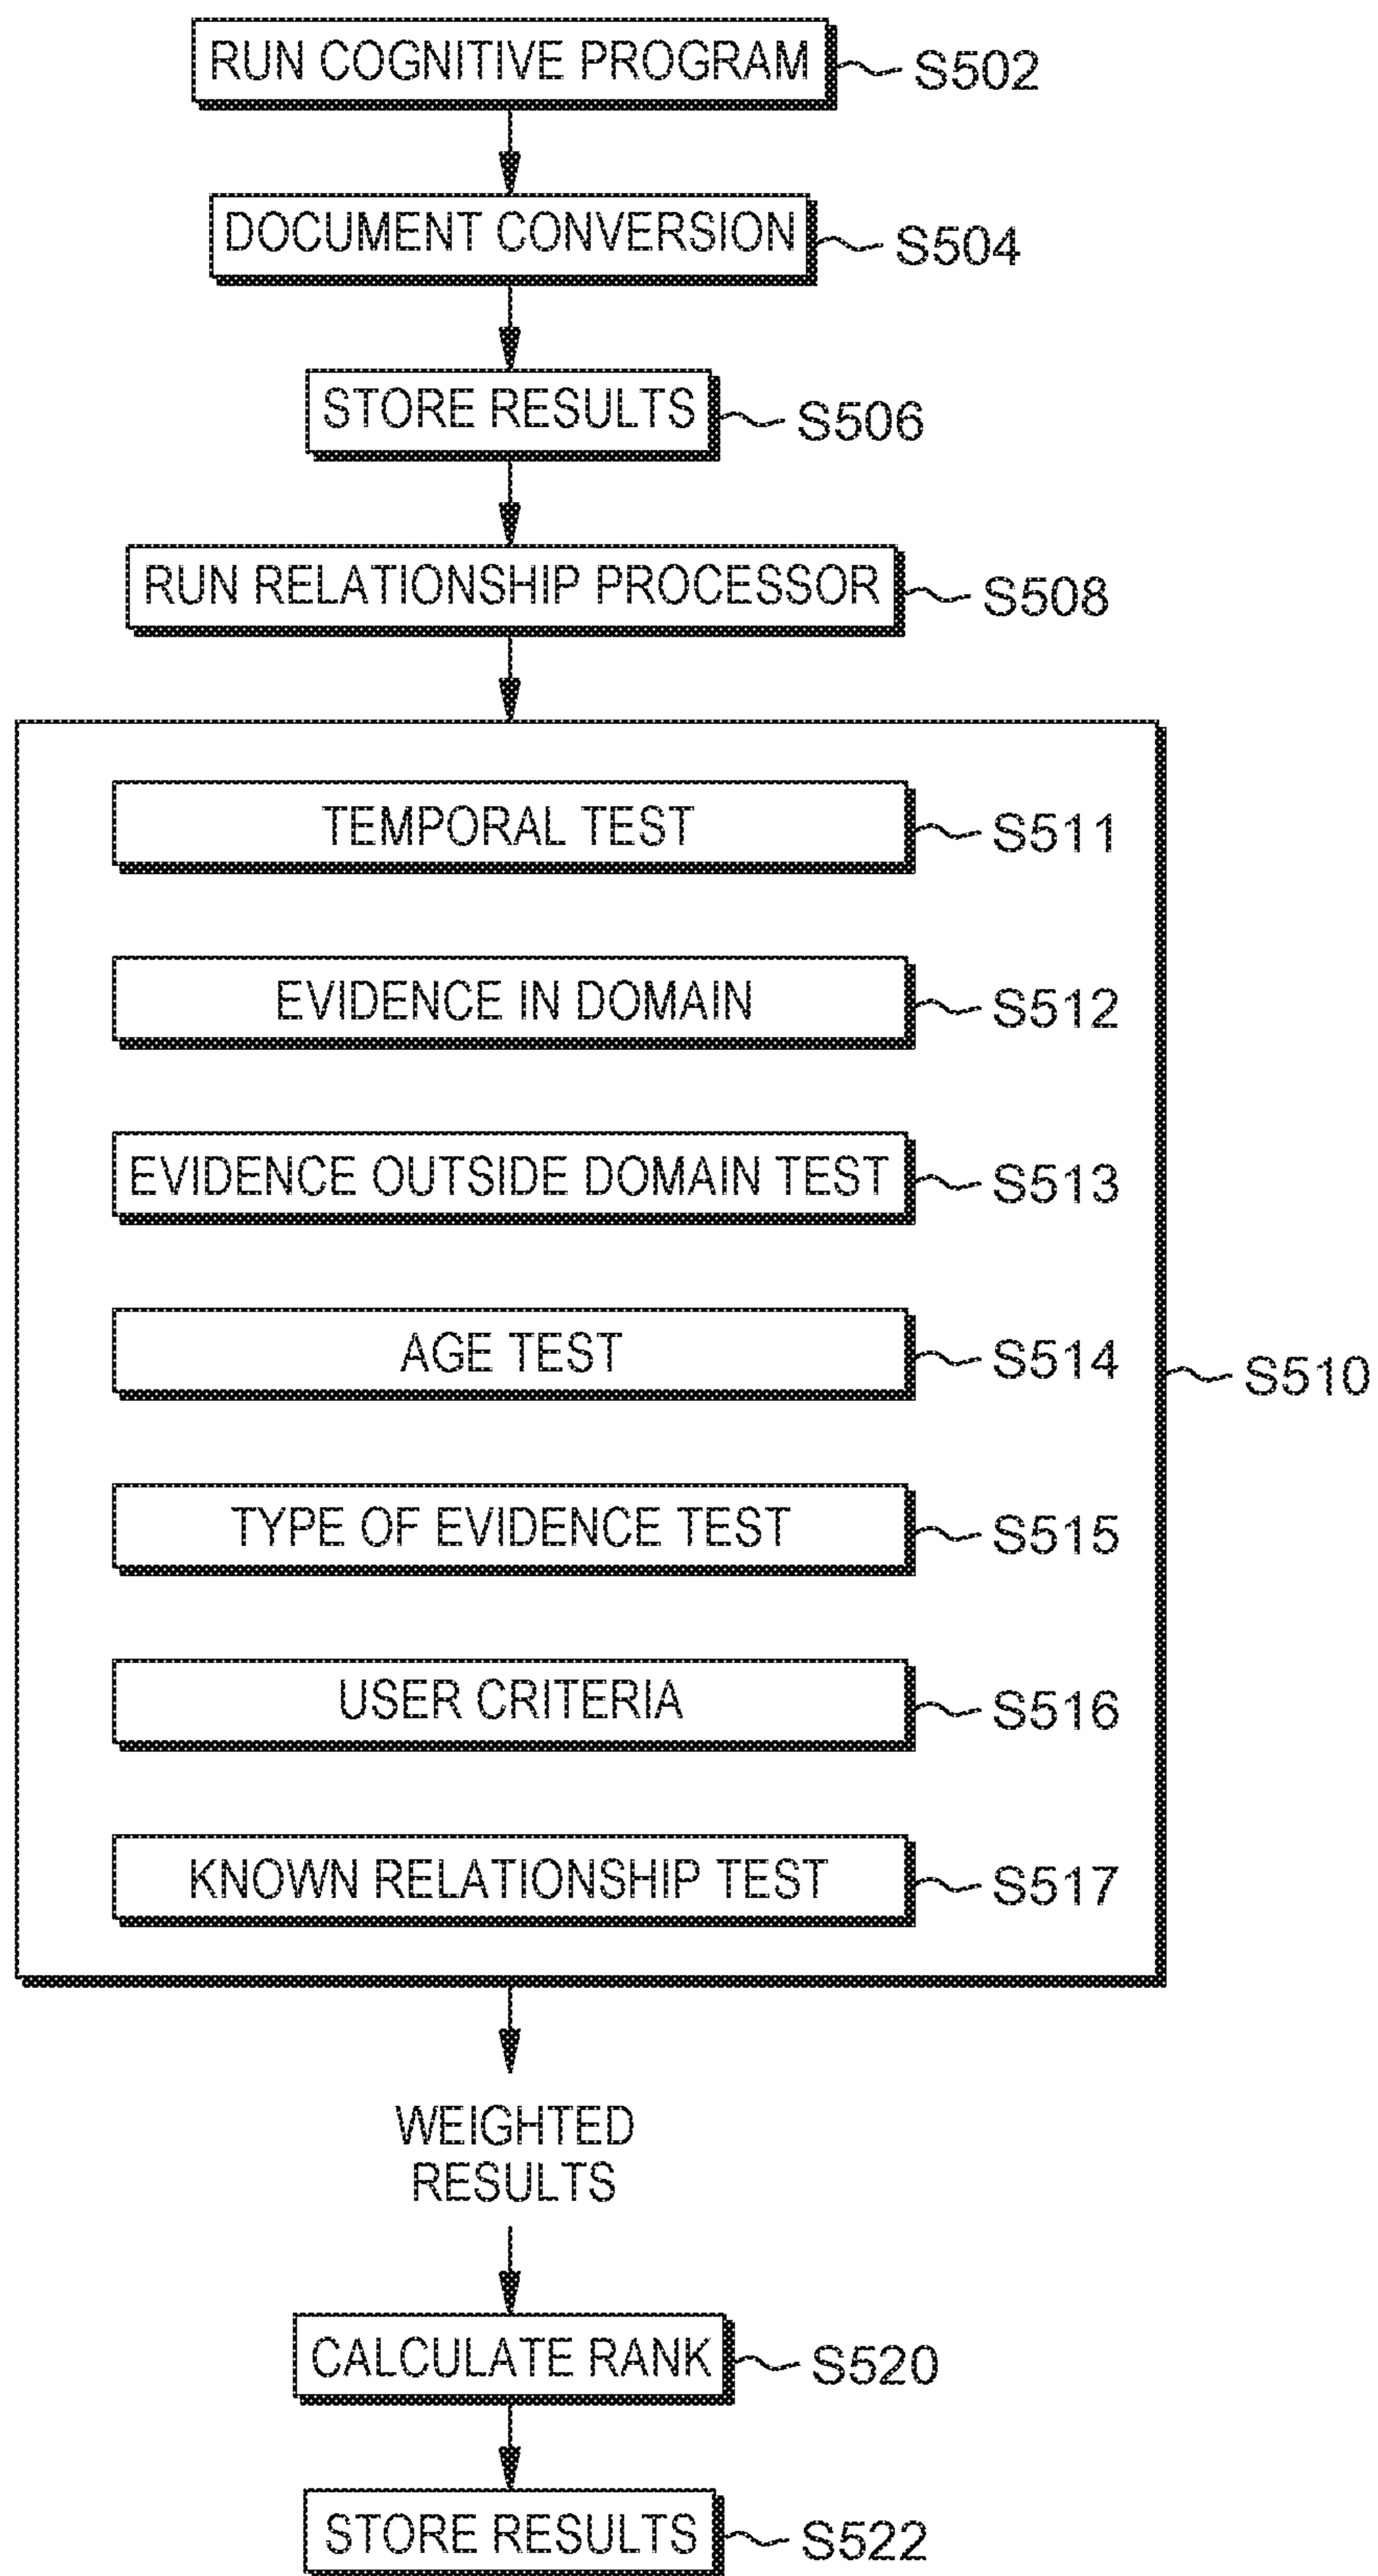 RUN COGNITIVE PROGRAM S502
DOCUMENT CONVERSION S504
STORE RESULTS S506
RUN RELATIONSHIP PROCESSOR S508
TEMPORAL TEST S511
EVIDENCE IN DOMAIN S512
EVIDENCE OUTSIDE DOMAIN TEST S513
AGE TEST S514
S510
TYPE OF EVIDENCE TEST S515
USER CRITERIA S516
KNOWN RELATIONSHIP TEST S517
WEIGHTED
RESULTS
CALCULATE RANK S520
STORE RESULTS S522